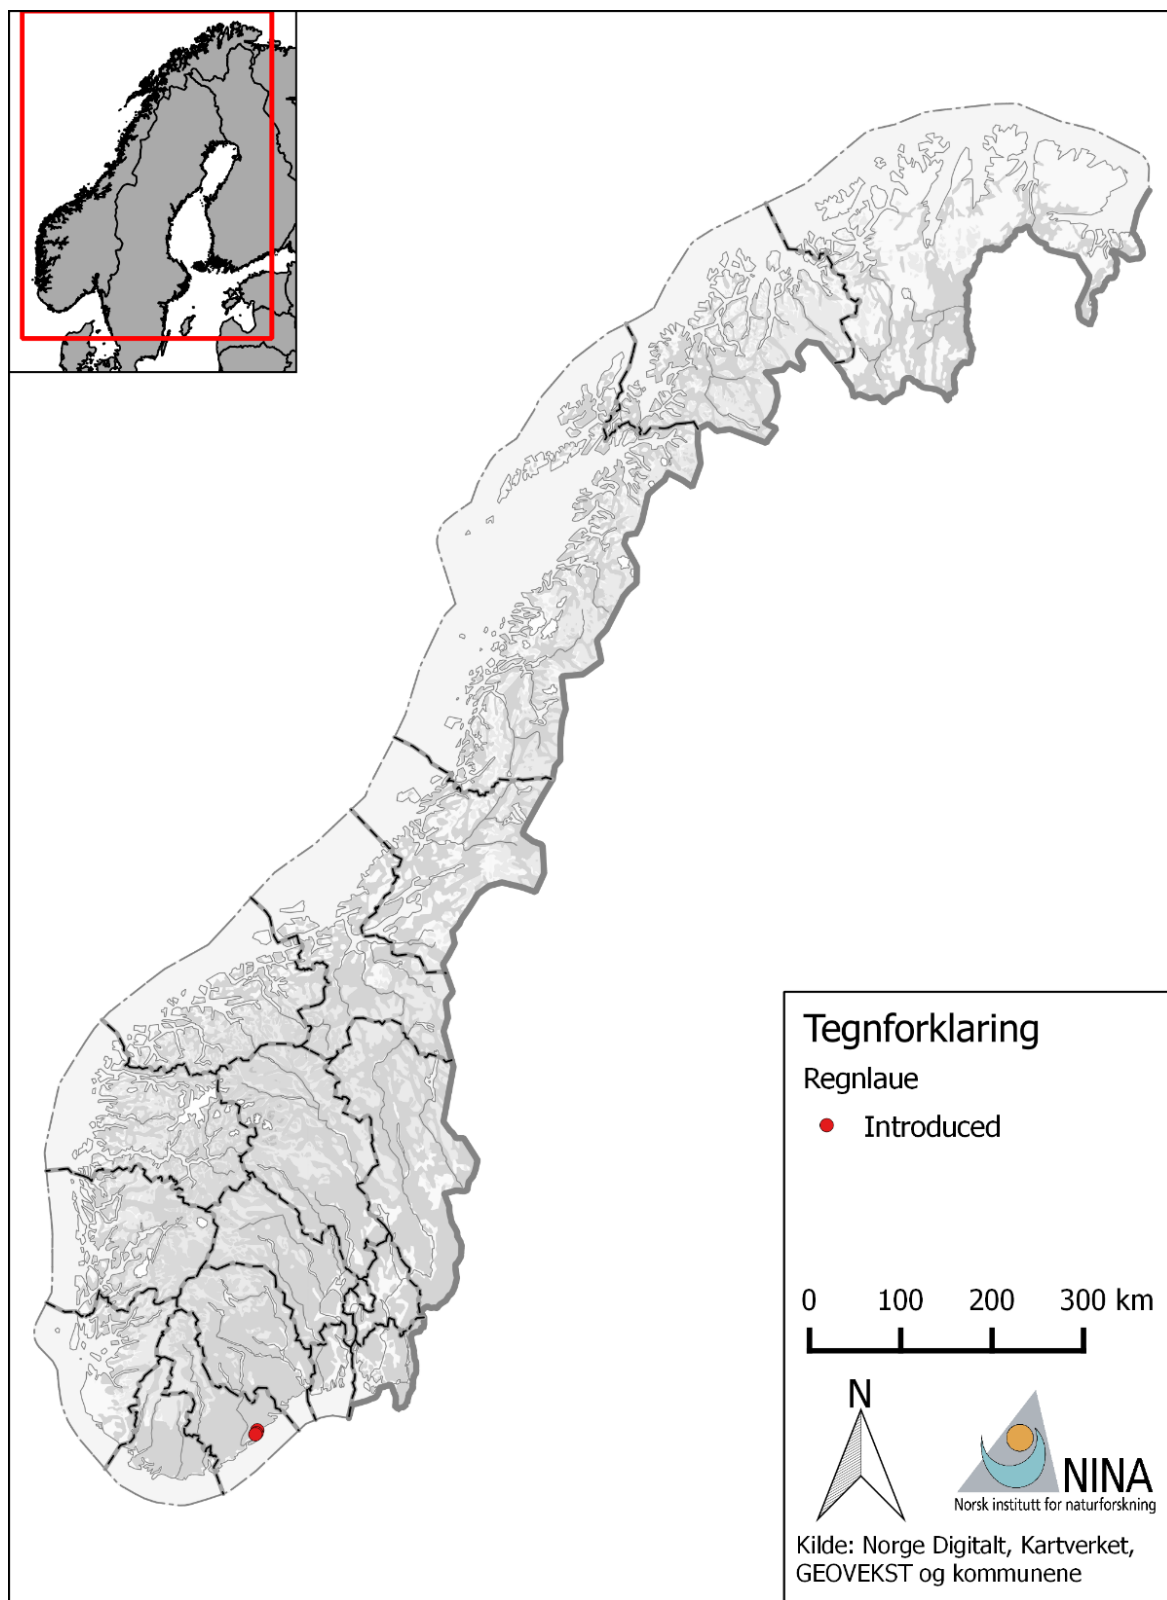 Tegnforklaring
Regnlaue
Introduced
0 100 200 300 km
N
NINA
Norsk institutt for naturforskning
Kilde: Norge Digitalt, Kartverket,
GEOVEKST og kommunene